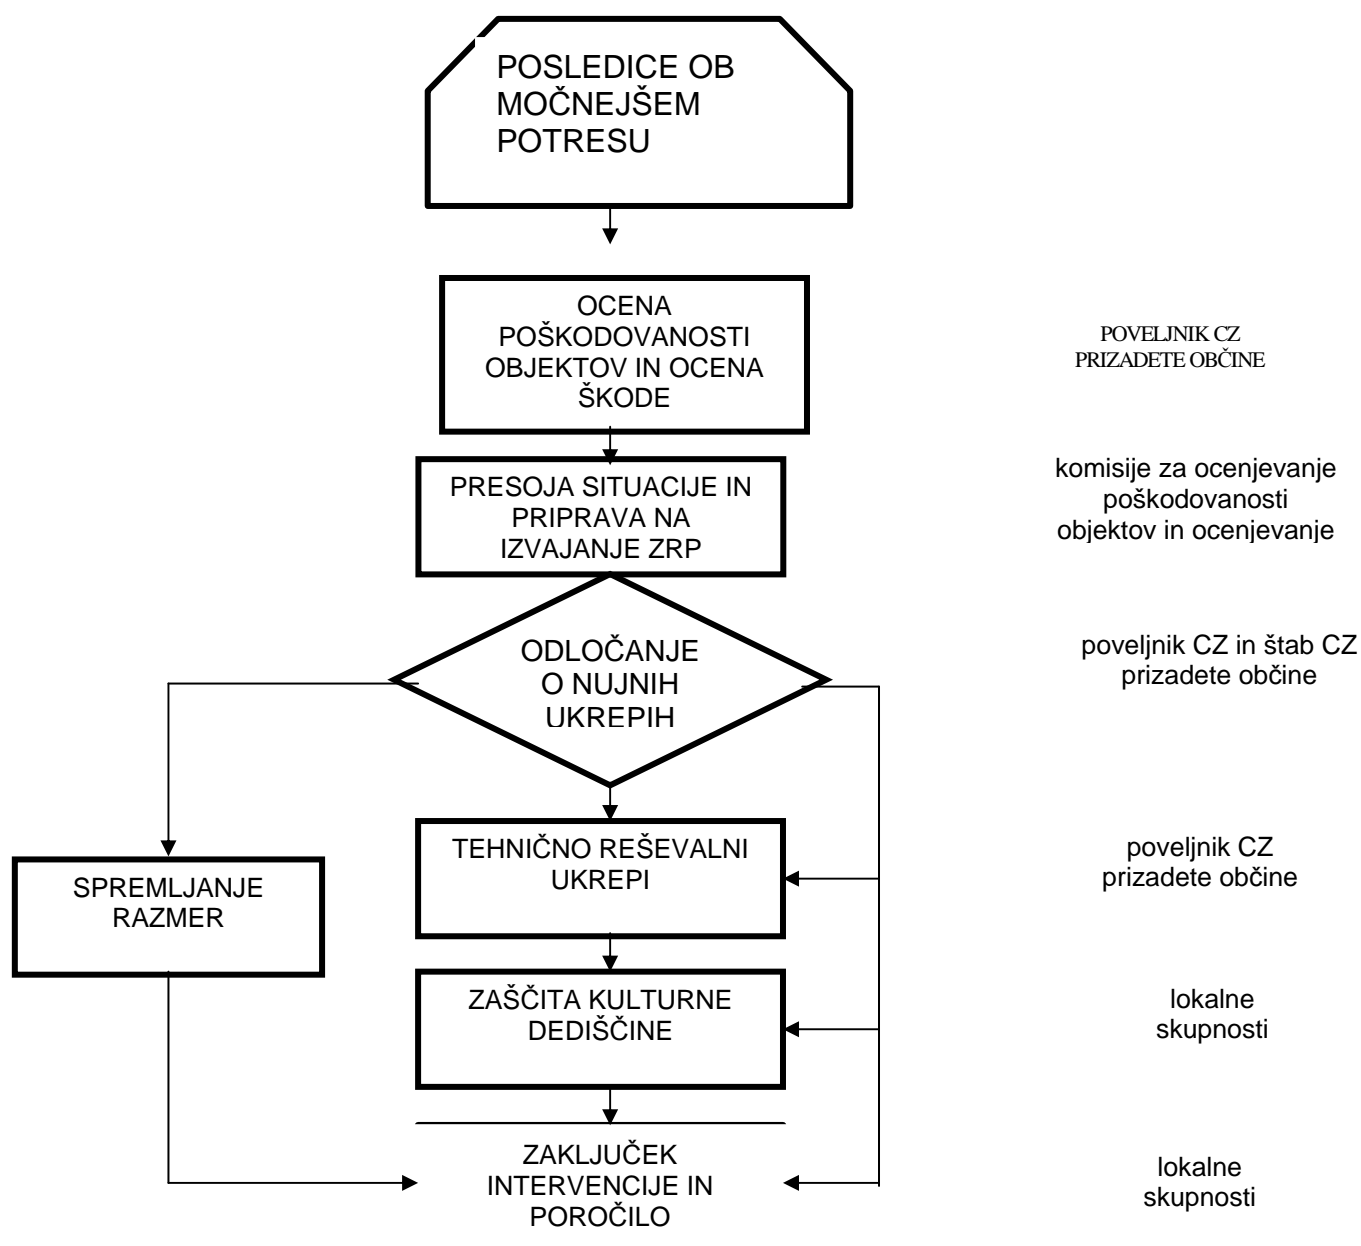 POSLEDICE OB
MOČNEJŠEM
POTRESU
OCENA
POŠKODOVANOSTI
OBJEKTOV IN OCENA
ŠKODE
POVELJNIK CZ
PRIZADETE OBČINE
PRESOJA SITUACIJE IN
PRIPRAVA NA
IZVAJANJE ZRP
komisije za ocenjevanje
poškodovanosti
objektov in ocenjevanje
ODLOČANJE
O NUJNIH
UKREPIH
poveljnik CZ in štab CZ
prizadete občine
TEHNIČNO REŠEVALNI
UKREPI
poveljnik CZ
prizadete občine
SPREMLJANJE
RAZMER
ZAŠČITA KULTURNE
DEDIŠČINE
lokalne
skupnosti
ZAKLJUČEK
INTERVENCIJE IN
POROČILO
lokalne
skupnosti